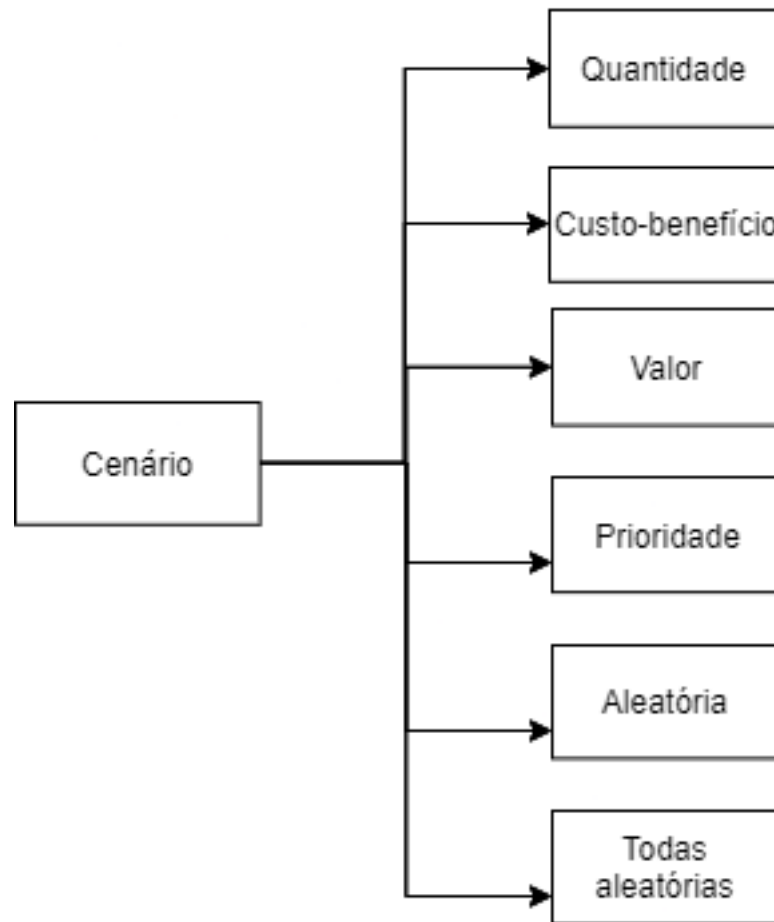 Quantidade
Custo-benefício
Valor
Cenário
Prioridade
Aleatória
Todas
aleatórias